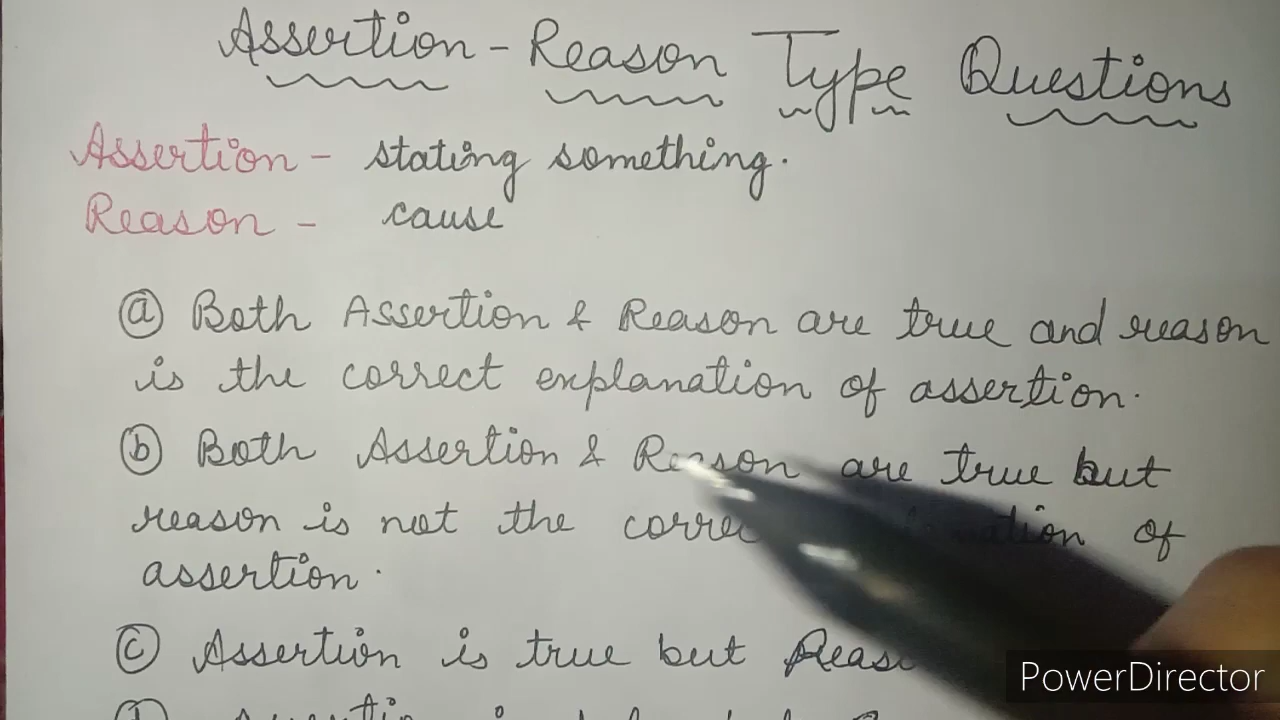 Assertion - Reason Type Questions
Assertion - stating something.
Reason - cause
(a) Both Assertion & Reason are true and reason
is the correct explanation of assertion.
(b) Both Assertion & Reason are true but
reason is not the of
assertion.
(c) Assertion is true but
PowerDirector